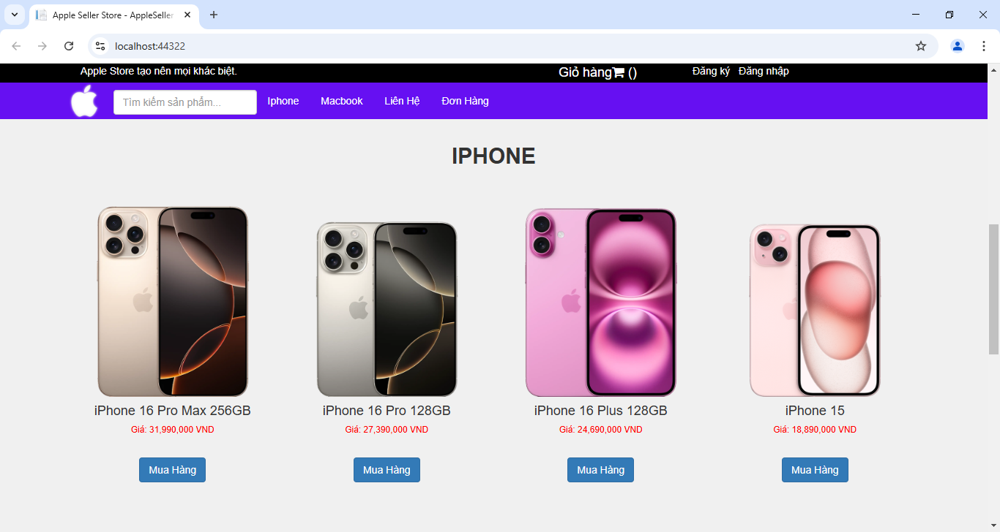 Apple Seller Store - AppleSeller
localhost:44322
Apple Store tạo nên mọi khác biệt.
Giỏ hàng ()
Đăng ký Đăng nhập
Tìm kiếm sản phẩm...
Iphone Macbook Liên Hệ Đơn Hàng
IPHONE
iPhone 16 Pro Max 256GB
Giá: 31,990,000 VND
Mua Hàng
iPhone 16 Pro 128GB
Giá: 27,390,000 VND
Mua Hàng
iPhone 16 Plus 128GB
Giá: 24,690,000 VND
Mua Hàng
iPhone 15
Giá: 18,890,000 VND
Mua Hàng